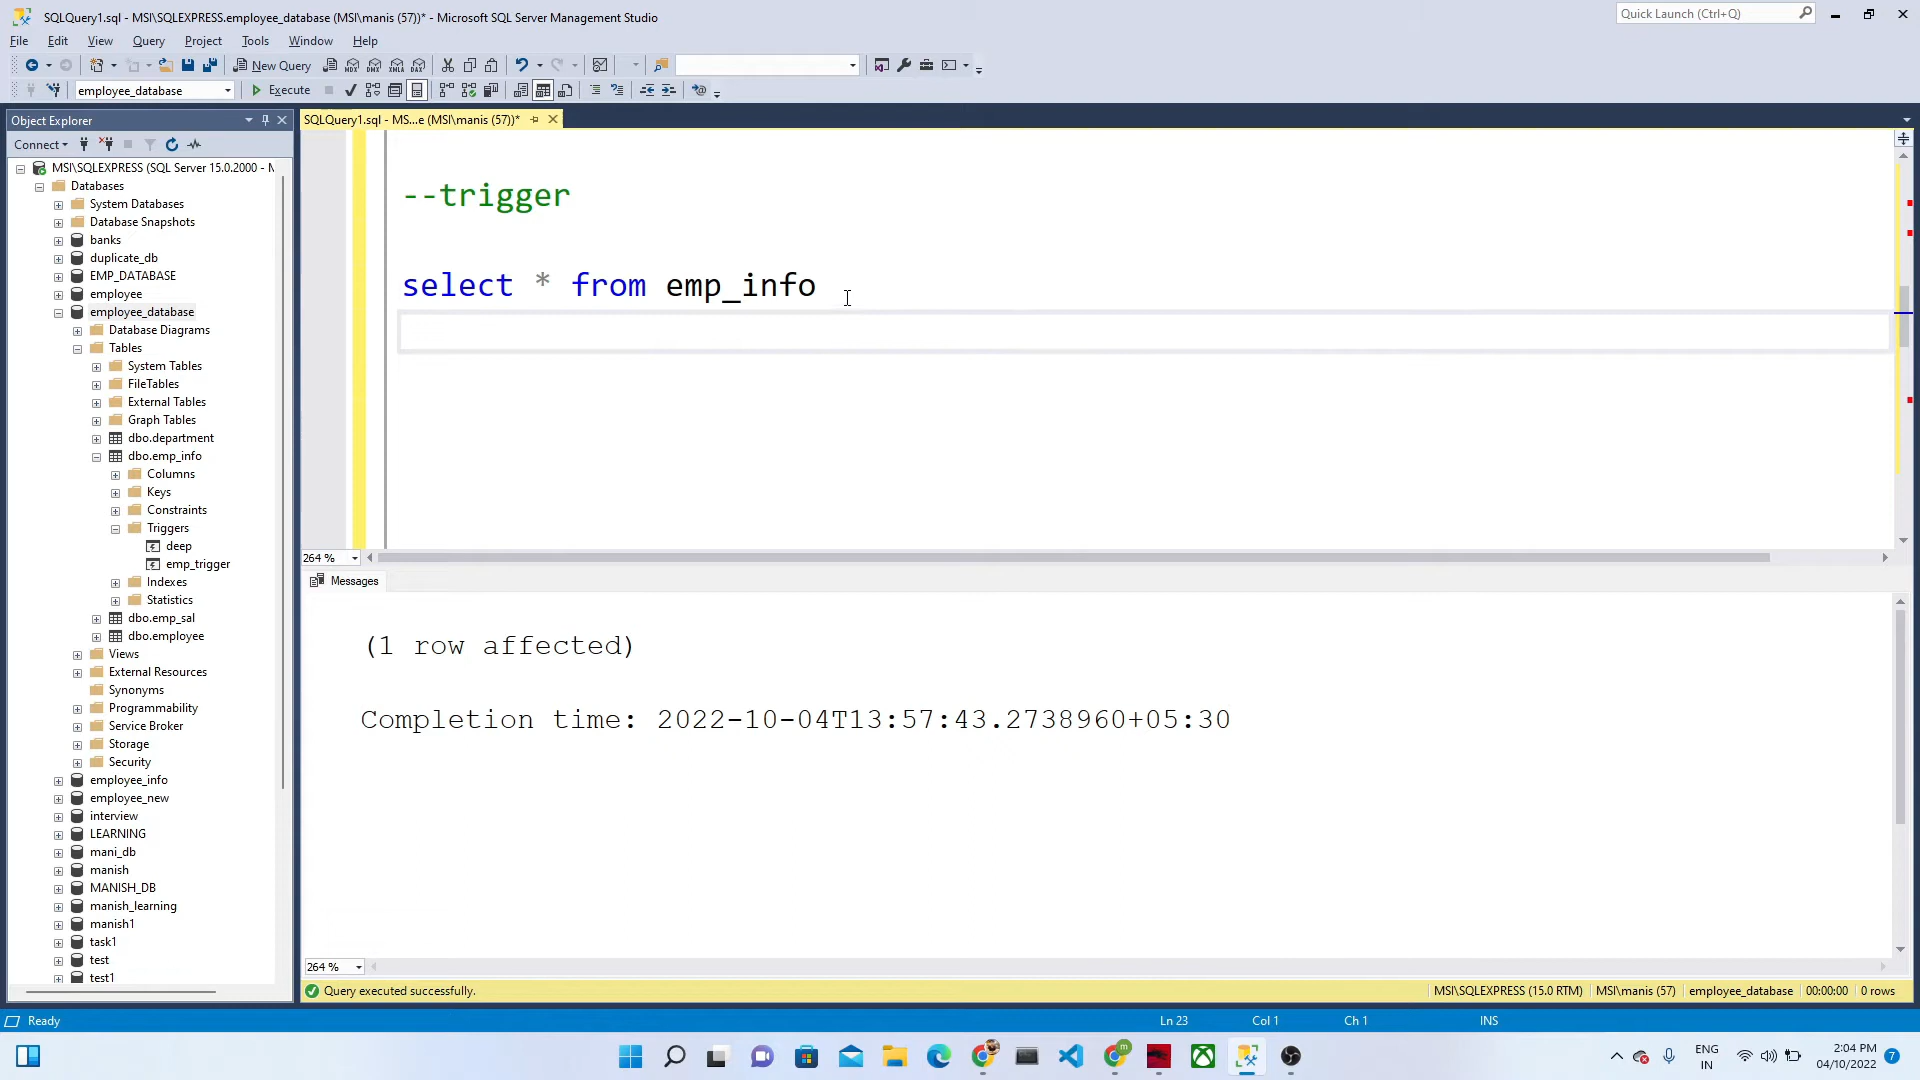 SQLQuery1.sql - MSI\SQLEXPRESS.employee_database (MSI\manis (57))* - Microsoft SQL Server Management Studio
Quick Launch (Ctrl+Q)
File Edit View Query Project Tools Window Help
New Query
employee_database
Execute
Object Explorer
SQLQuery1.sql - MS...e (MSI\manis (57))*
Connect
MSI\SQLEXPRESS (SQL Server 15.0.2000 - M
Databases
System Databases
Database Snapshots
banks
duplicate_db
EMP_DATABASE
employee
employee_database
Database Diagrams
Tables
System Tables
FileTables
External Tables
Graph Tables
dbo.department
dbo.emp_info
Columns
Keys
Constraints
Triggers
deep
emp_trigger
Indexes
Statistics
dbo.emp_sal
dbo.employee
Views
External Resources
Synonyms
Programmability
Service Broker
Storage
Security
employee_info
employee_new
interview
LEARNING
mani_db
manish
MANISH_DB
manish_learning
manish1
task1
test
test1
--trigger
select * from emp_info
264 %
Messages
(1 row affected)
Completion time: 2022-10-04T13:57:43.2738960+05:30
264 %
Query executed successfully.
MSI\SQLEXPRESS (15.0 RTM) MSI\manis (57) employee_database 00:00:00 0 rows
Ready
Ln 23 Col 1 Ch 1 INS
ENG
IN
2:04 PM
04/10/2022
7